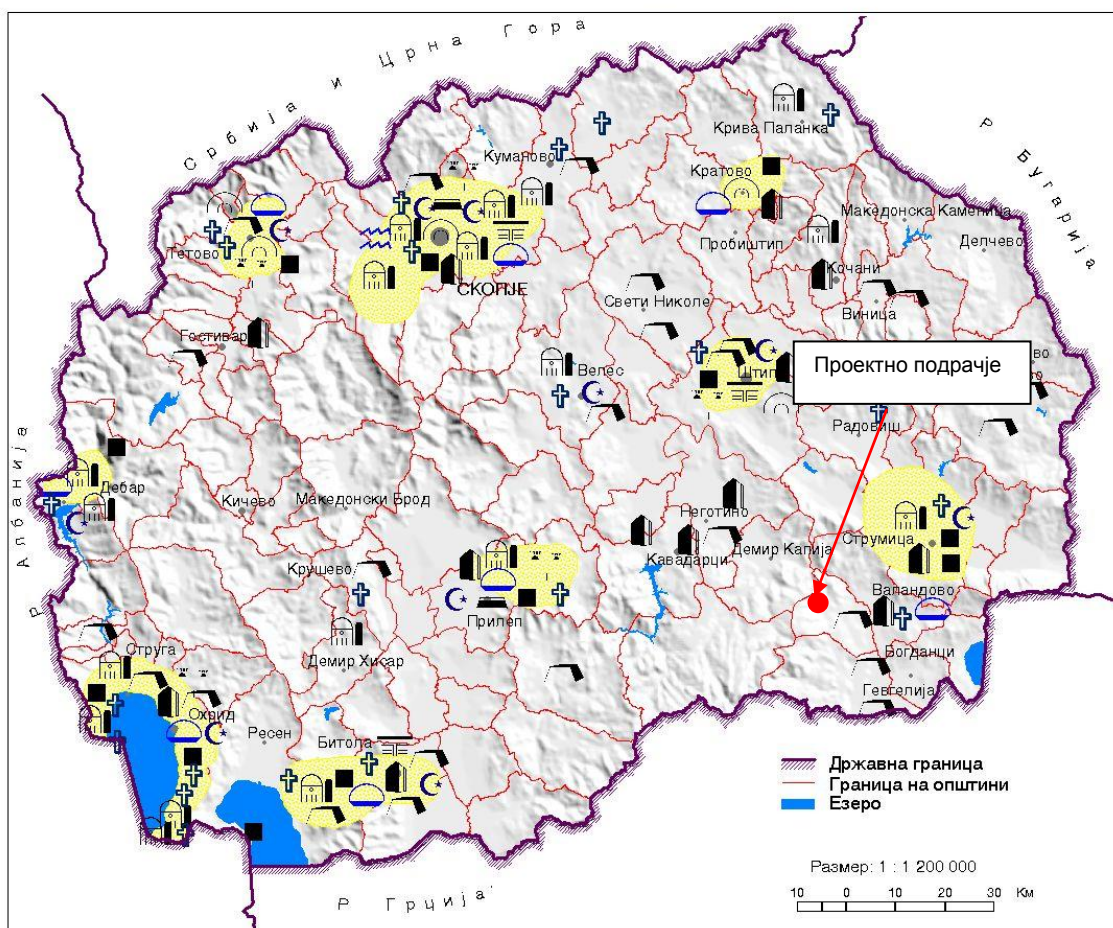 Србија и Црна Гора
Р Бугарија
Крива Паланка
Куманово
Кратово
Македонска Каменица
Делчево
Пробиштип
Тетово
СКОПЈЕ
Кочани
Свети Николе
Виница
Гостивар
Велес
Штип
Проектно подрачје
Радовиш
Р Албанија
Дебар
Кичево
Македонски Брод
Неготино
Кавадарци
Демир Капија
Струмица
Крушево
Прилеп
Валандово
Струга
Демир Хисар
Богданци
Гевгелија
Охрид
Ресен
Битола
Државна граница
Граница на општини
Езеро
Размер: 1 : 1 200 000
10 0 10 20 30 Км
Р Грција